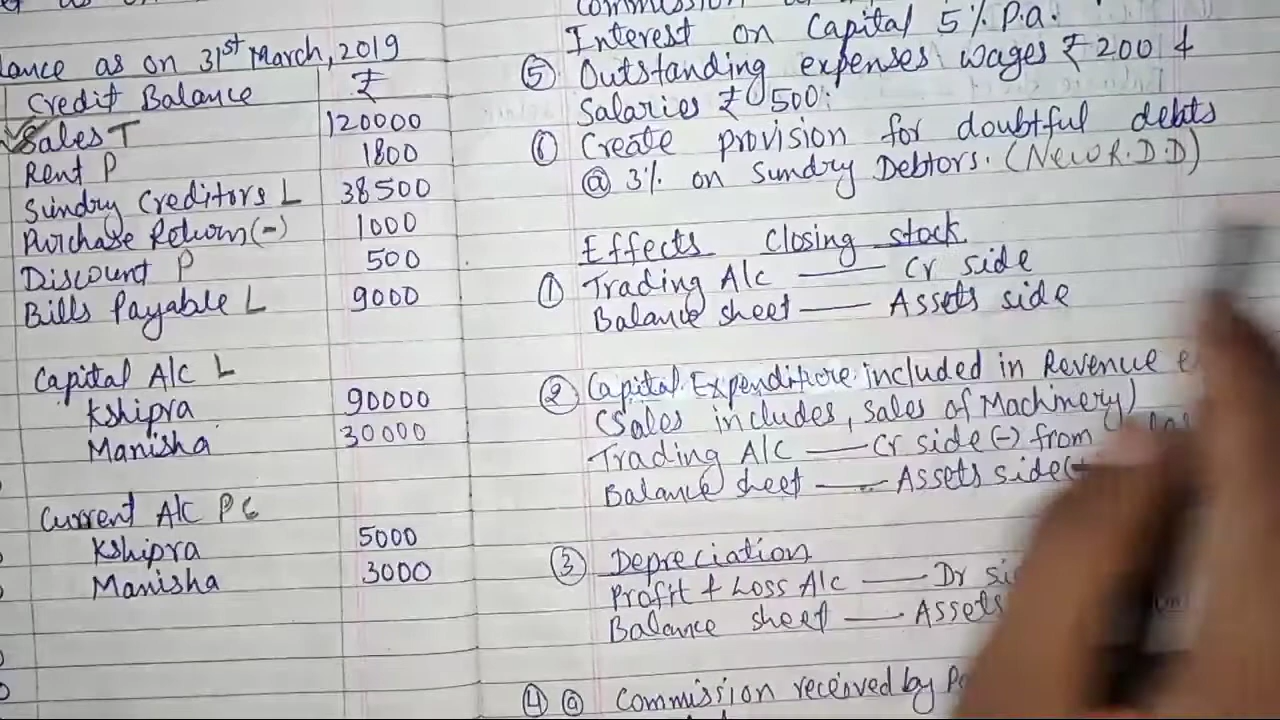 lance as on 31st March, 2019
Credit Balance ₹
Sales T 120000
Rent P 1800
Sundry Creditors L 38500
Purchase Return (-) 1000
Discount P 500
Bills Payable L 9000
Capital A/c L
Kshipra 90000
Manisha 30000
Current A/c PC
Kshipra 5000
Manisha 3000
Interest on Capital 5% P.a.
⑤ Outstanding expenses wages ₹ 200 &
Salaries ₹ 500.
⑥ Create provision for doubtful debts
@ 3% on Sundry Debtors. (New R.D.D)
Effects Closing stock
① Trading A/c — Cr side
Balance sheet — Assets side
② Capital Expenditure included in Revenue
(Sales includes, sales of Machinery)
Trading A/c — Cr side (-) from
Balance sheet — Assets side
③ Depreciation
Profit & Loss A/c — Dr
Balance sheet — Assets
④ ⓐ Commission received by